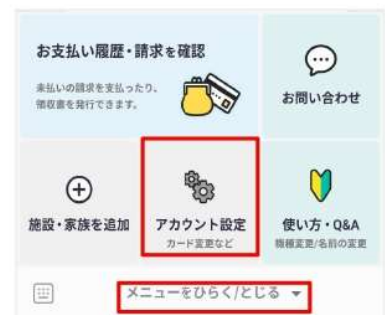 お支払い履歴・請求を確認
未払いの請求を支払ったり、
領収書を発行できます。
お問い合わせ
施設・家族を追加
アカウント設定
カード変更など
使い方・Q&A
機種変更/名前の変更
メニューをひらく/とじる